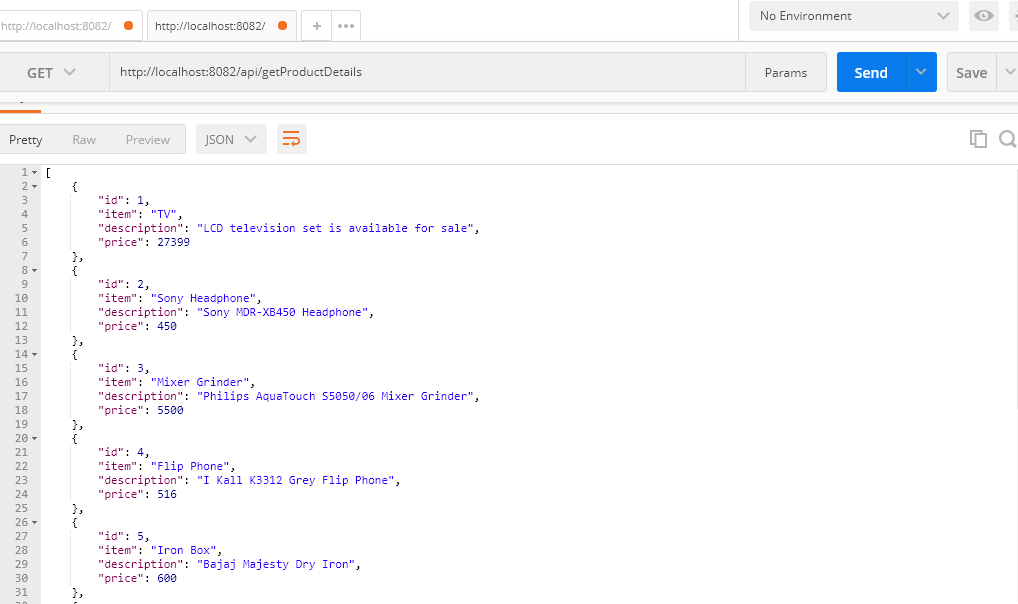 http://localhost:8082/ http://localhost:8082/ + ••• No Environment
GET http://localhost:8082/api/getProductDetails Params Send Save
Pretty Raw Preview JSON
1 [
2 {
3 "id": 1,
4 "item": "TV",
5 "description": "LCD television set is available for sale",
6 "price": 27399
7 },
8 {
9 "id": 2,
10 "item": "Sony Headphone",
11 "description": "Sony MDR-XB450 Headphone",
12 "price": 450
13 },
14 {
15 "id": 3,
16 "item": "Mixer Grinder",
17 "description": "Philips AquaTouch S5050/06 Mixer Grinder",
18 "price": 5500
19 },
20 {
21 "id": 4,
22 "item": "Flip Phone",
23 "description": "I Kall K3312 Grey Flip Phone",
24 "price": 516
25 },
26 {
27 "id": 5,
28 "item": "Iron Box",
29 "description": "Bajaj Majesty Dry Iron",
30 "price": 600
31 },